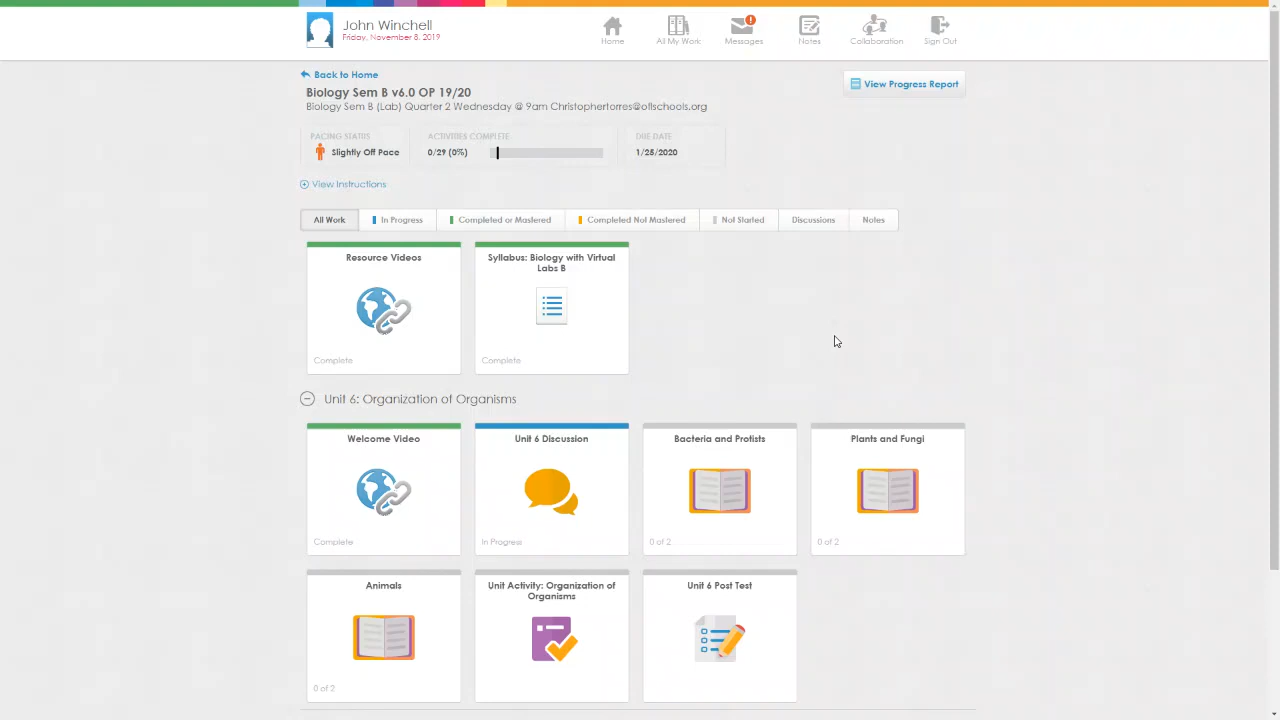 John Winchell
Friday, November 8, 2019
Home
All My Work
Messages
Notes
Collaboration
Sign Out
Back to Home
View Progress Report
Biology Sem B v6.0 OP 19/20
Biology Sem B (Lab) Quarter 2 Wednesday @ 9am Christophertorres@oflschools.org
PACING STATUS
Slightly Off Pace
ACTIVITIES COMPLETE
0/29 (0%)
DUE DATE
1/28/2020
View Instructions
All Work
In Progress
Completed or Mastered
Completed Not Mastered
Not Started
Discussions
Notes
Resource Videos
Complete
Syllabus: Biology with Virtual
Labs B
Complete
Unit 6: Organization of Organisms
Welcome Video
Complete
Unit 6 Discussion
In Progress
Bacteria and Protists
0 of 2
Plants and Fungi
0 of 2
Animals
0 of 2
Unit Activity: Organization of
Organisms
Unit 6 Post Test